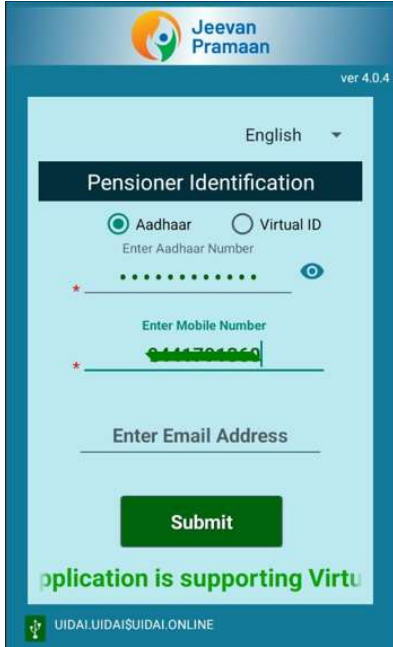 Jeevan
Pramaan
ver 4.0.4
English
Pensioner Identification
Aadhaar
Virtual ID
Enter Aadhaar Number
*
Enter Mobile Number
*
Enter Email Address
Submit
pplication is supporting Virtu
UIDAI.UIDAI$UIDAI.ONLINE